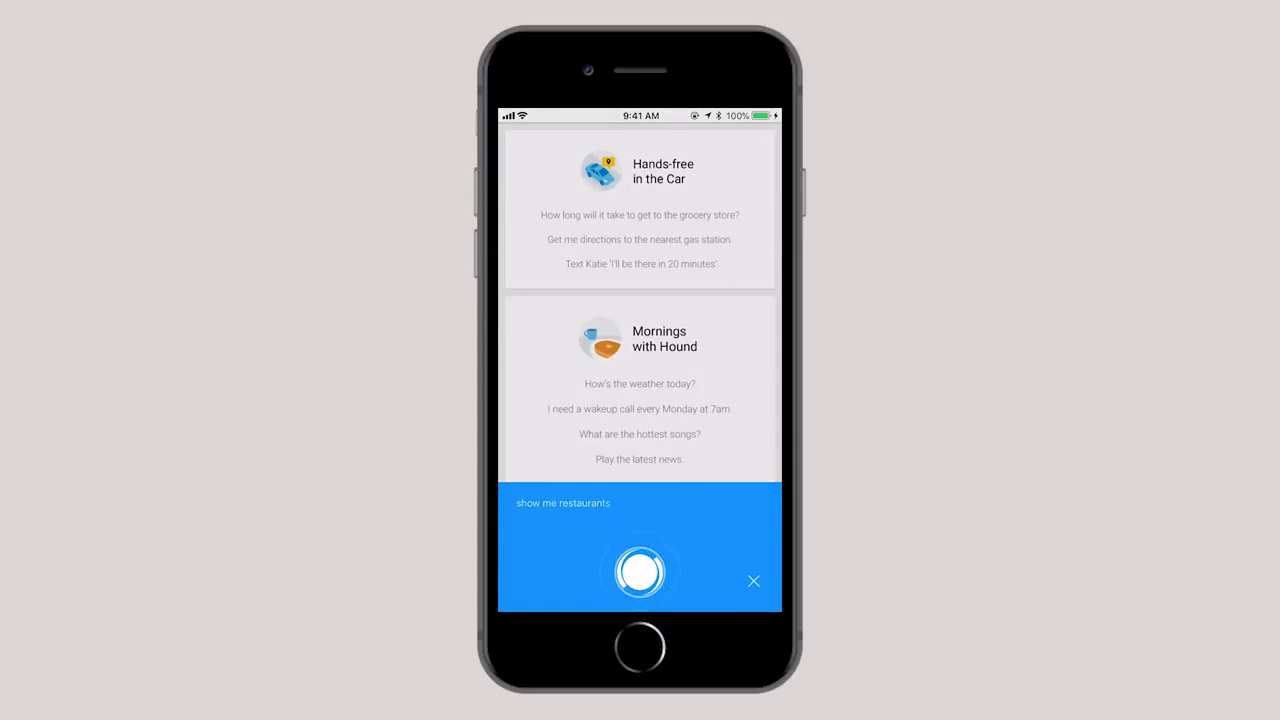 9:41 AM 100%
Hands-free
in the Car
How long will it take to get to the grocery store?
Get me directions to the nearest gas station
Text Katie 'I'll be there in 20 minutes'
Mornings
with Hound
How's the weather today?
I need a wakeup call every Monday at 7am.
What are the hottest songs?
Play the latest news.
show me restaurants